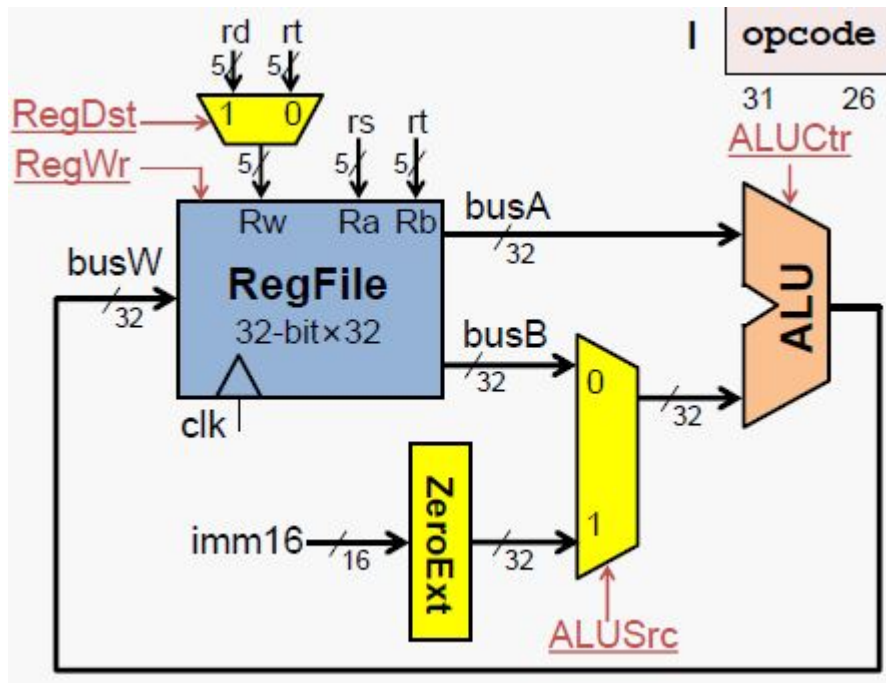 rd rt
I opcode
5 5
31 26
RegDst
1 0
rs rt
ALUCtr
RegWr
5 5 5
Rw Ra Rb
busA
32
busW
32
RegFile
32-bit×32
busB
32
ALU
0
32
clk
ZeroExt
imm16
16
32
1
ALUSrc